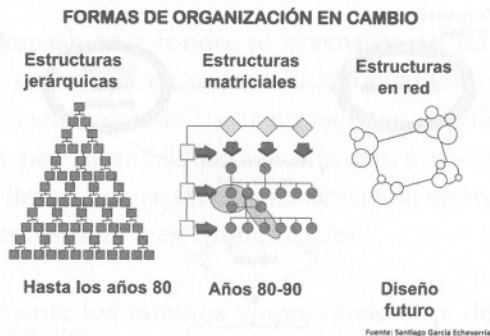 FORMAS DE ORGANIZACIÓN EN CAMBIO
Estructuras
jerárquicas
Estructuras
matriciales
Estructuras
en red
Hasta los años 80
Años 80-90
Diseño
futuro
Fuente: Santiago García Echevarría